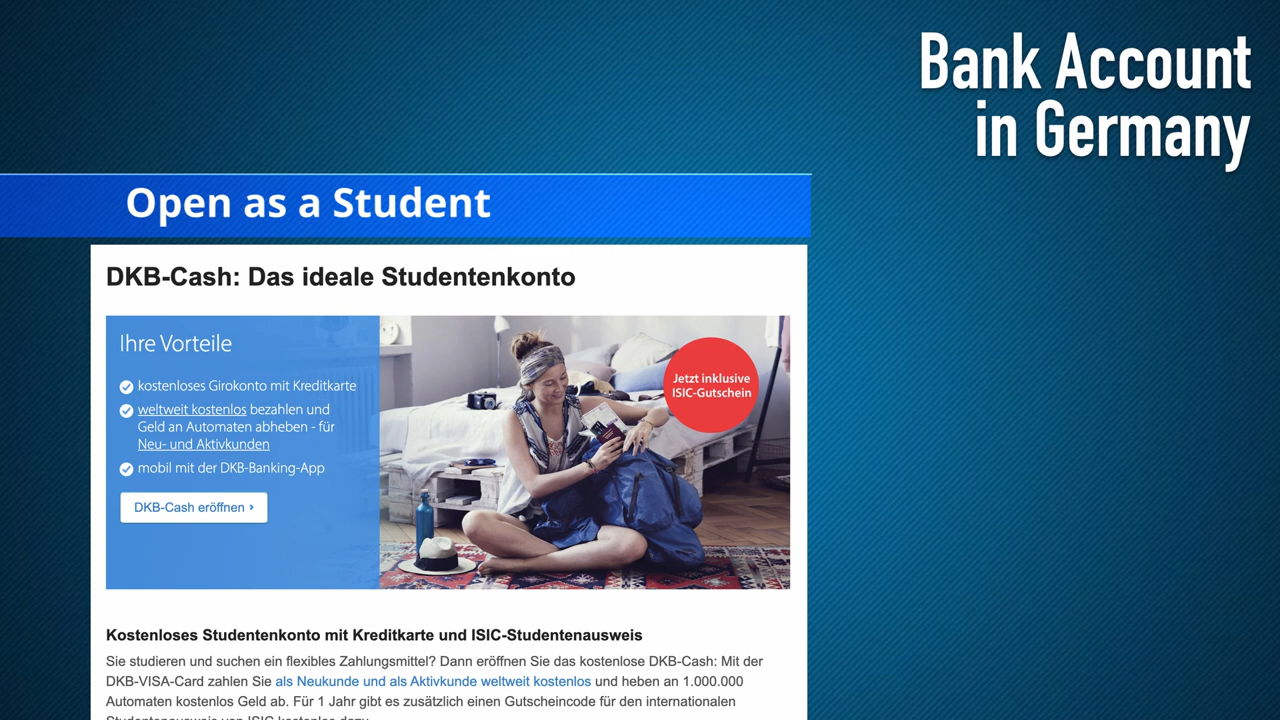 Bank Account
in Germany
Open as a Student
DKB-Cash: Das ideale Studentenkonto
Ihre Vorteile
kostenloses Girokonto mit Kreditkarte
weltweit kostenlos bezahlen und
Geld an Automaten abheben - für
Neu- und Aktivkunden
mobil mit der DKB-Banking-App
DKB-Cash eröffnen
Jetzt inklusive
ISIC-Gutschein
Kostenloses Studentenkonto mit Kreditkarte und ISIC-Studentenausweis
Sie studieren und suchen ein flexibles Zahlungsmittel? Dann eröffnen Sie das kostenlose DKB-Cash: Mit der
DKB-VISA-Card zahlen Sie als Neukunde und als Aktivkunde weltweit kostenlos und heben an 1.000.000
Automaten kostenlos Geld ab. Für 1 Jahr gibt es zusätzlich einen Gutscheincode für den internationalen
Studentenausweis von ISIC kostenlos dazu.